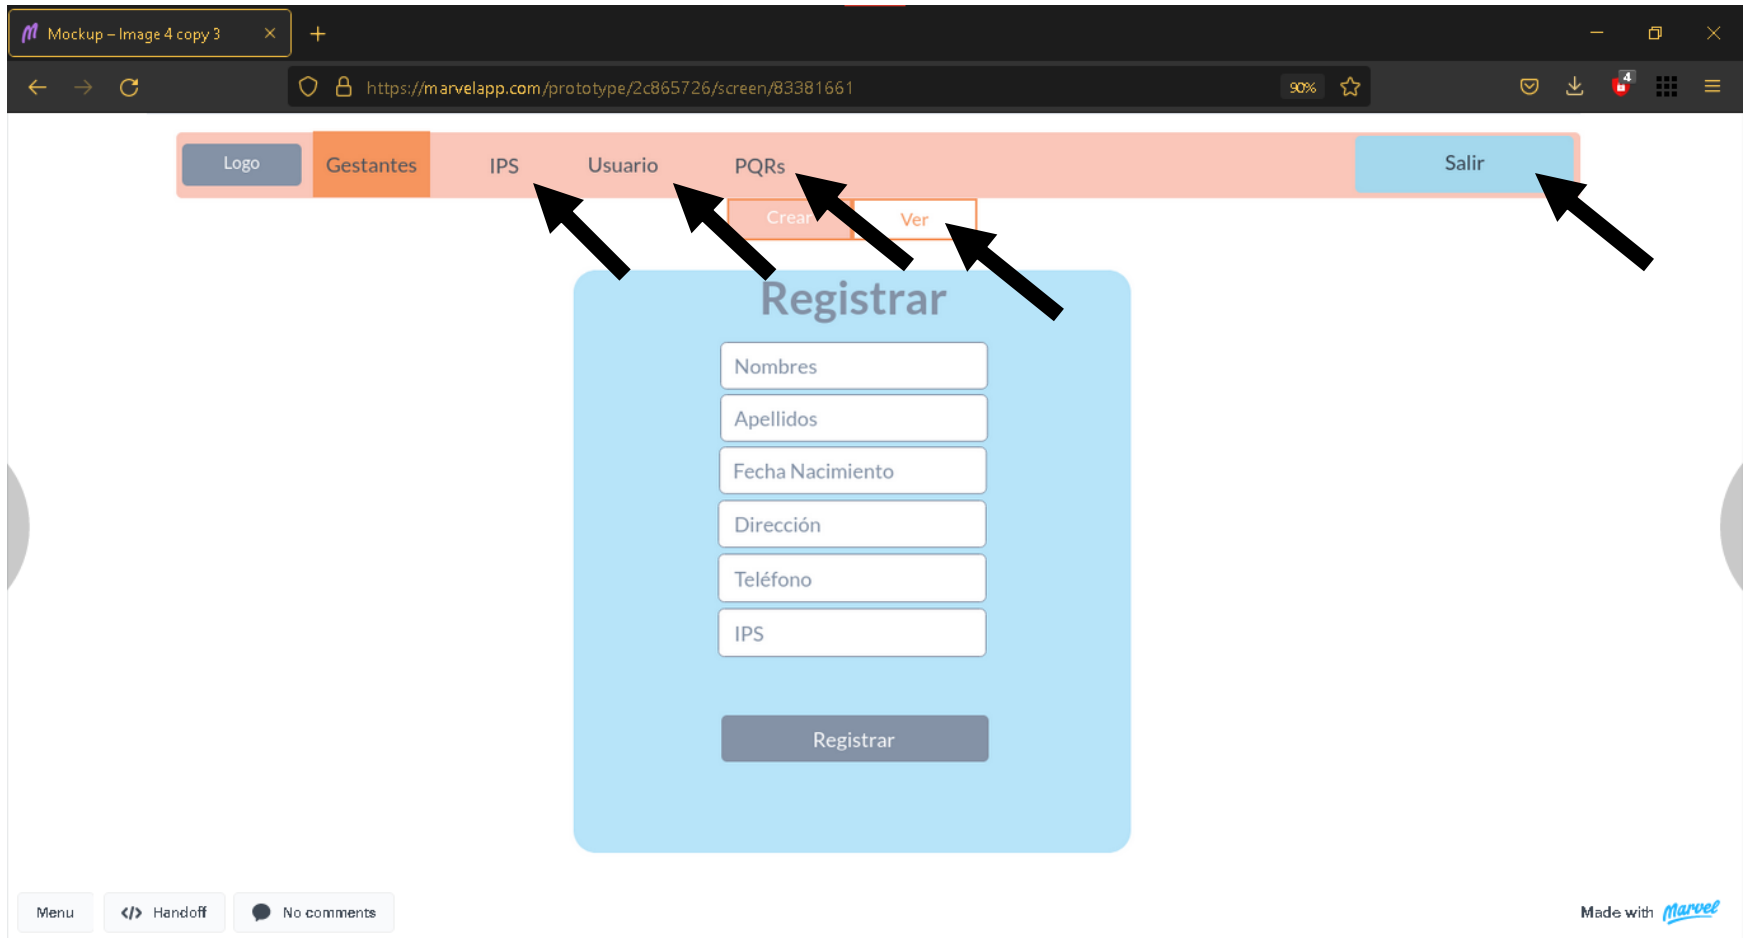 Mockup – Image 4 copy 3
https://marvelapp.com/prototype/2c865726/screen/83381661
90%
4
Logo
Gestantes
IPS
Usuario
PQRs
Salir
Crear
Ver
Registrar
Nombres
Apellidos
Fecha Nacimiento
Dirección
Teléfono
IPS
Registrar
Menu
</> Handoff
No comments
Made with Marvel